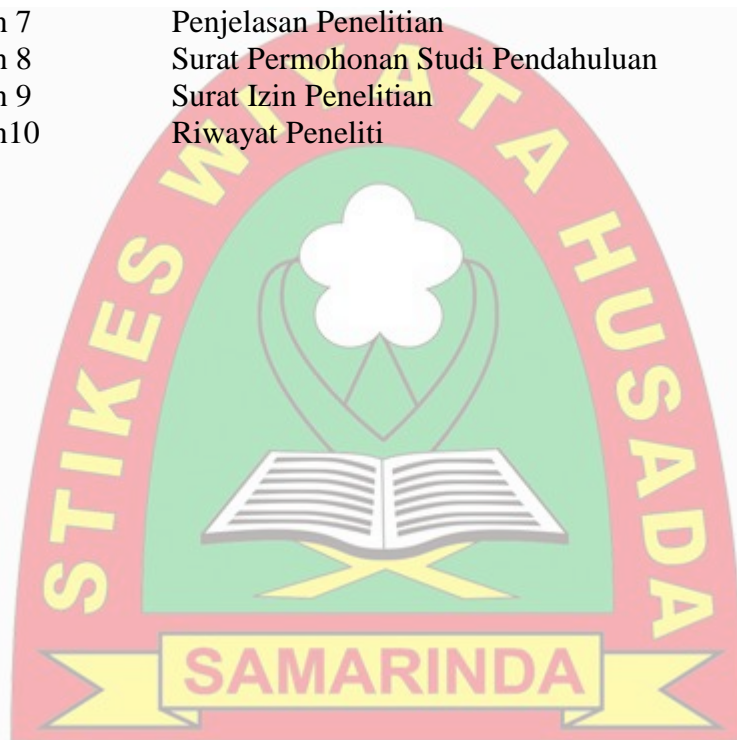 n 7 Penjelasan Penelitian
n 8 Surat Permohonan Studi Pendahuluan
n 9 Surat Izin Penelitian
n10 Riwayat Peneliti
STIKES WIYATA HUSADA
SAMARINDA